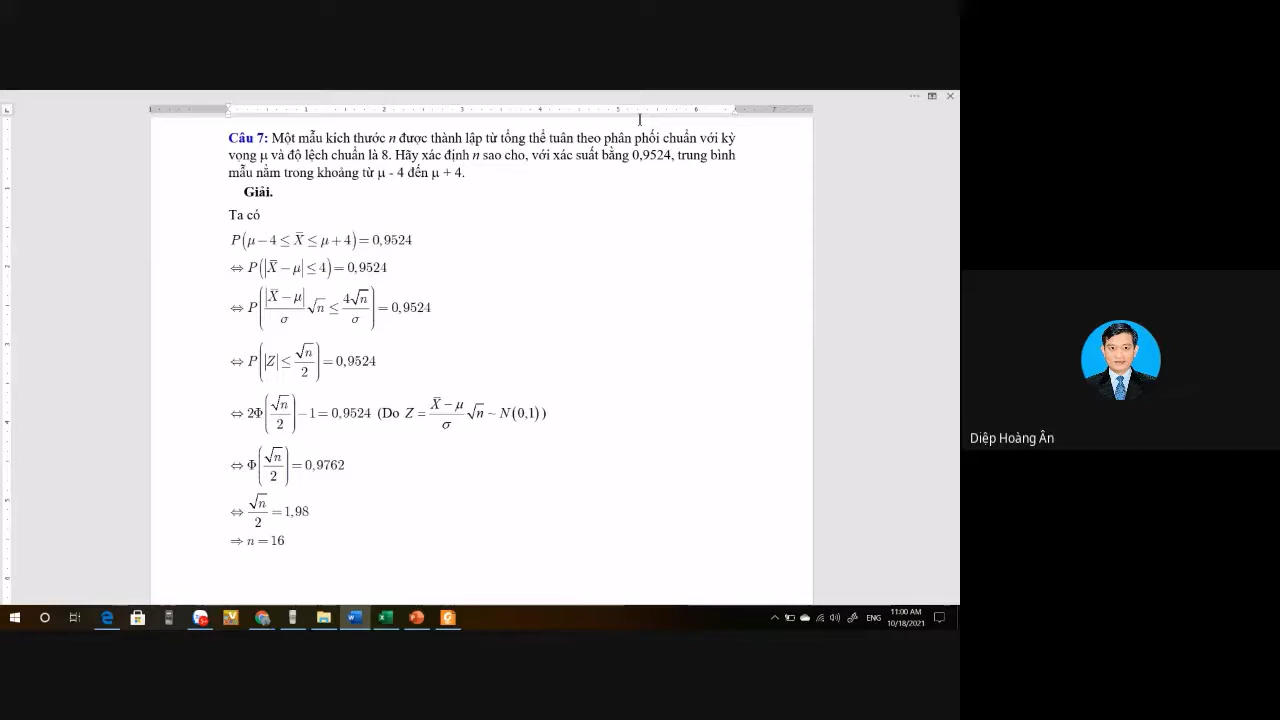 Câu 7: Một mẫu kích thước n được thành lập từ tổng thể tuân theo phân phối chuẩn với kỳ
vọng μ và độ lệch chuẩn là 8. Hãy xác định n sao cho, với xác suất bằng 0,9524, trung bình
mẫu nằm trong khoảng từ μ - 4 đến μ + 4.
Giải.
Ta có
P(μ − 4 ≤ X̄ ≤ μ + 4) = 0,9524
⇔ P(|X̄ − μ| ≤ 4) = 0,9524
⇔ P(|X̄ − μ|/σ √n ≤ 4√n/σ) = 0,9524
⇔ P(|Z| ≤ √n/2) = 0,9524
⇔ 2Φ(√n/2) − 1 = 0,9524 (Do Z = (X̄ − μ)/σ √n ~ N(0,1))
⇔ Φ(√n/2) = 0,9762
⇔ √n/2 = 1,98
⇒ n = 16
Diệp Hoàng Ân
ENG
11:00 AM
10/18/2021